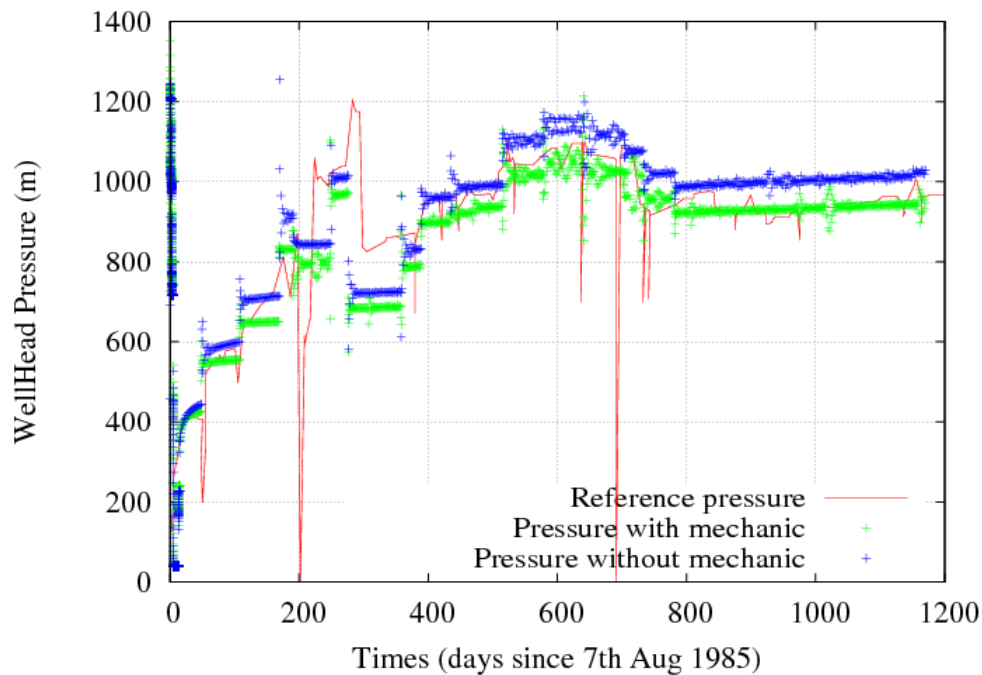 1400
1200
1000
800
600
400
200
0
WellHead Pressure (m)
Reference pressure
Pressure with mechanic
Pressure without mechanic
0 200 400 600 800 1000 1200
Times (days since 7th Aug 1985)